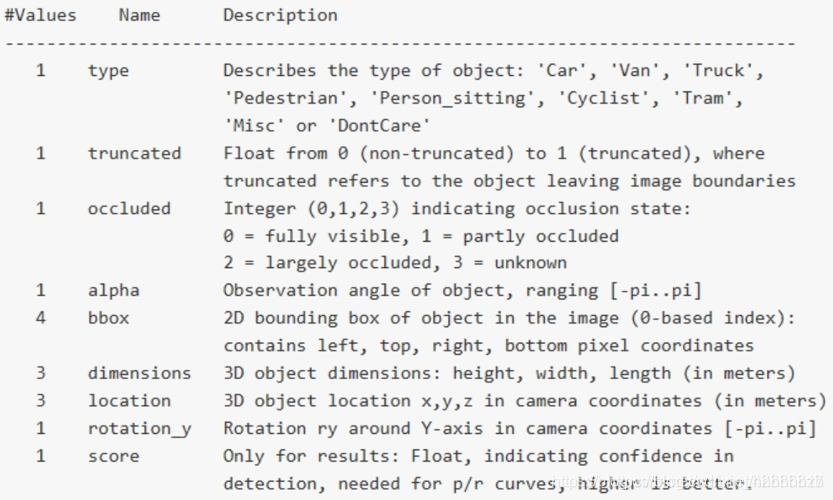 #Values    Name      Description
----------------------------------------------------------------------------
   1    type         Describes the type of object: 'Car', 'Van', 'Truck',
                     'Pedestrian', 'Person_sitting', 'Cyclist', 'Tram',
                     'Misc' or 'DontCare'
   1    truncated    Float from 0 (non-truncated) to 1 (truncated), where
                     truncated refers to the object leaving image boundaries
   1    occluded     Integer (0,1,2,3) indicating occlusion state:
                     0 = fully visible, 1 = partly occluded
                     2 = largely occluded, 3 = unknown
   1    alpha        Observation angle of object, ranging [-pi..pi]
   4    bbox         2D bounding box of object in the image (0-based index):
                     contains left, top, right, bottom pixel coordinates
   3    dimensions   3D object dimensions: height, width, length (in meters)
   3    location     3D object location x,y,z in camera coordinates (in meters)
   1    rotation_y   Rotation ry around Y-axis in camera coordinates [-pi..pi]
   1    score        Only for results: Float, indicating confidence in
                     detection, needed for p/r curves, higher is better.